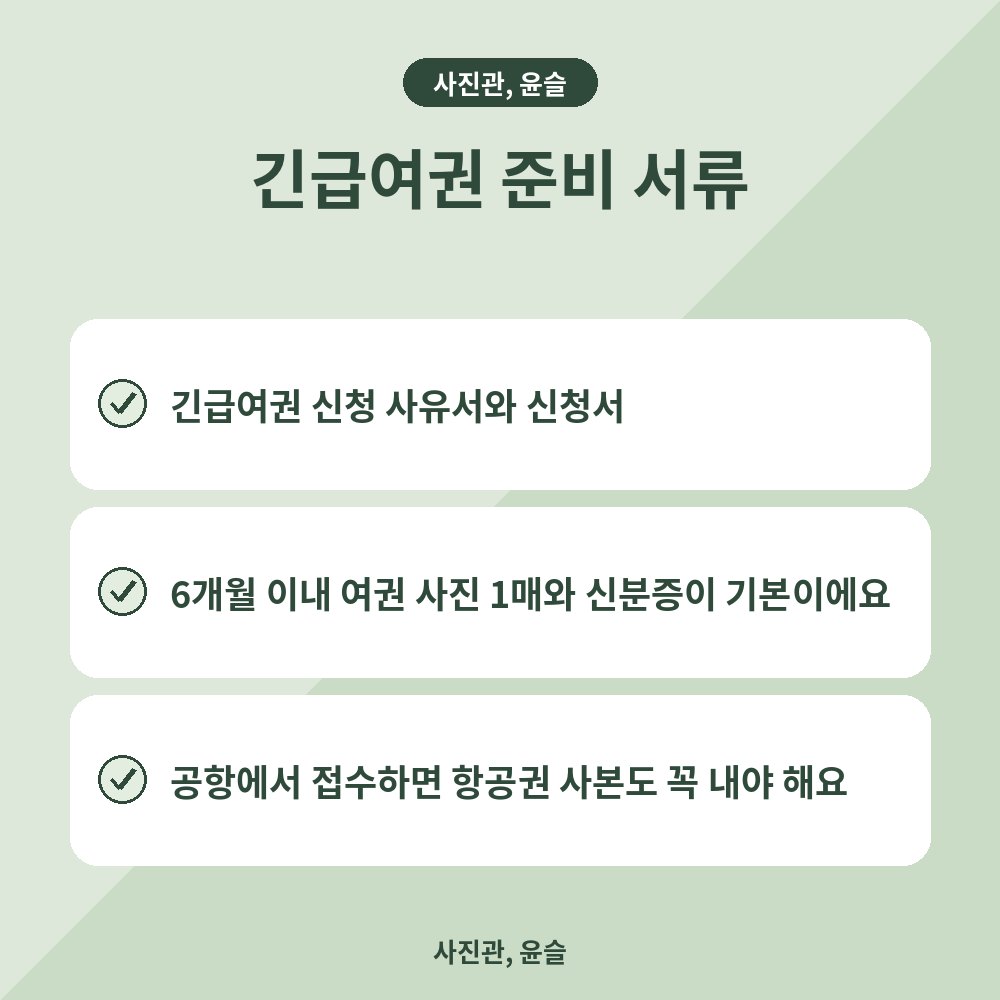 사진관, 윤슬
긴급여권 준비 서류
긴급여권 신청 사유서와 신청서
6개월 이내 여권 사진 1매와 신분증이 기본이에요
공항에서 접수하면 항공권 사본도 꼭 내야 해요
사진관, 윤슬